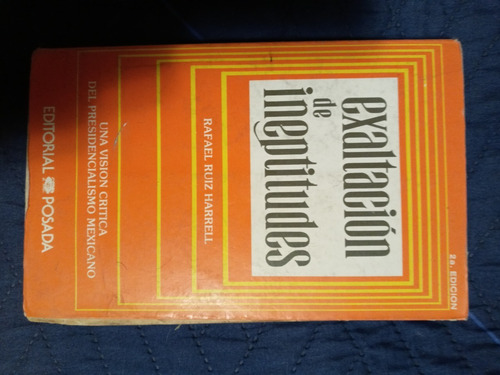 2a. EDICION
exaltación
de
ineptitudes
RAFAEL RUIZ HARRELL
UNA VISION CRITICA
DEL PRESIDENCIALISMO MEXICANO
EDITORIAL POSADA